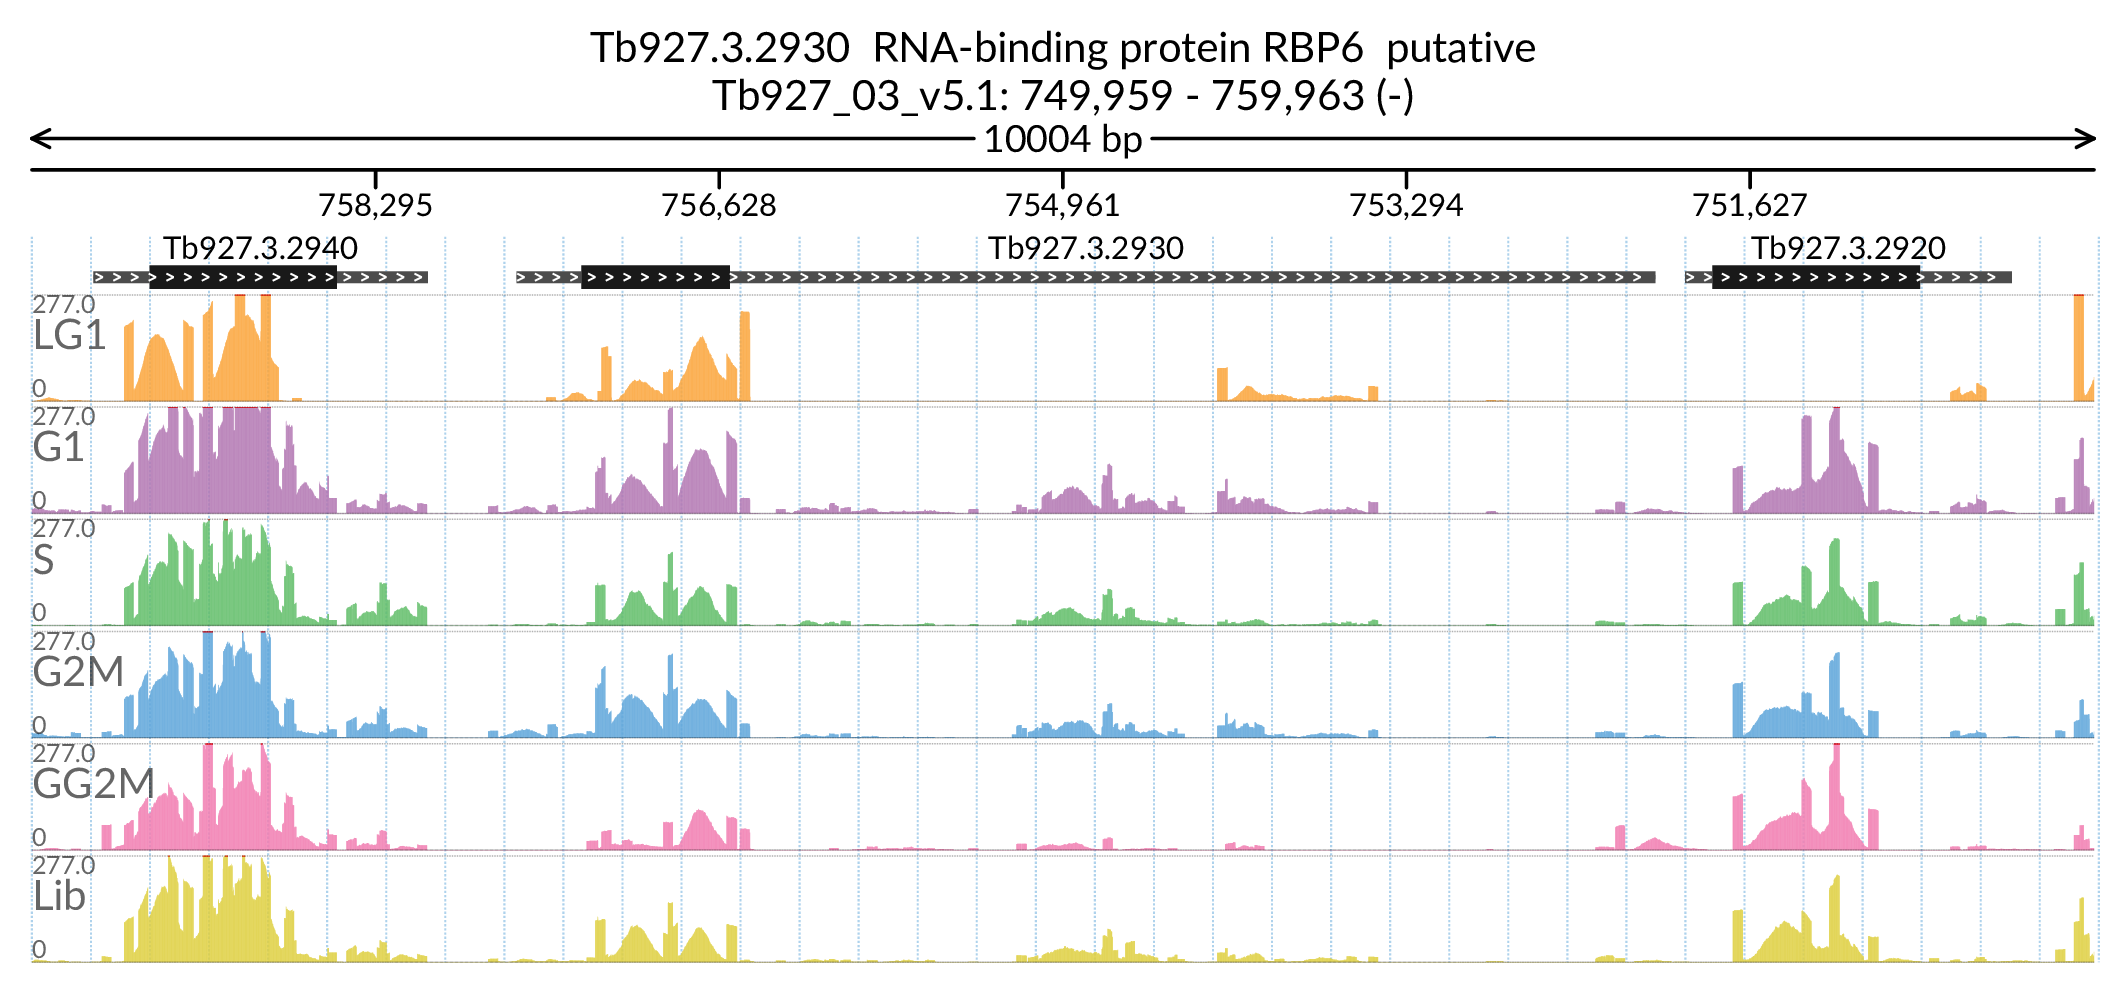 Tb927.3.2930  RNA-binding protein RBP6  putative
Tb927_03_v5.1: 749,959 - 759,963 (-)
10004 bp
758,295 756,628 754,961 753,294 751,627
Tb927.3.2940 Tb927.3.2930 Tb927.3.2920
277.0
LG1
0
277.0
G1
0
277.0
S
0
277.0
G2M
0
277.0
GG2M
0
277.0
Lib
0